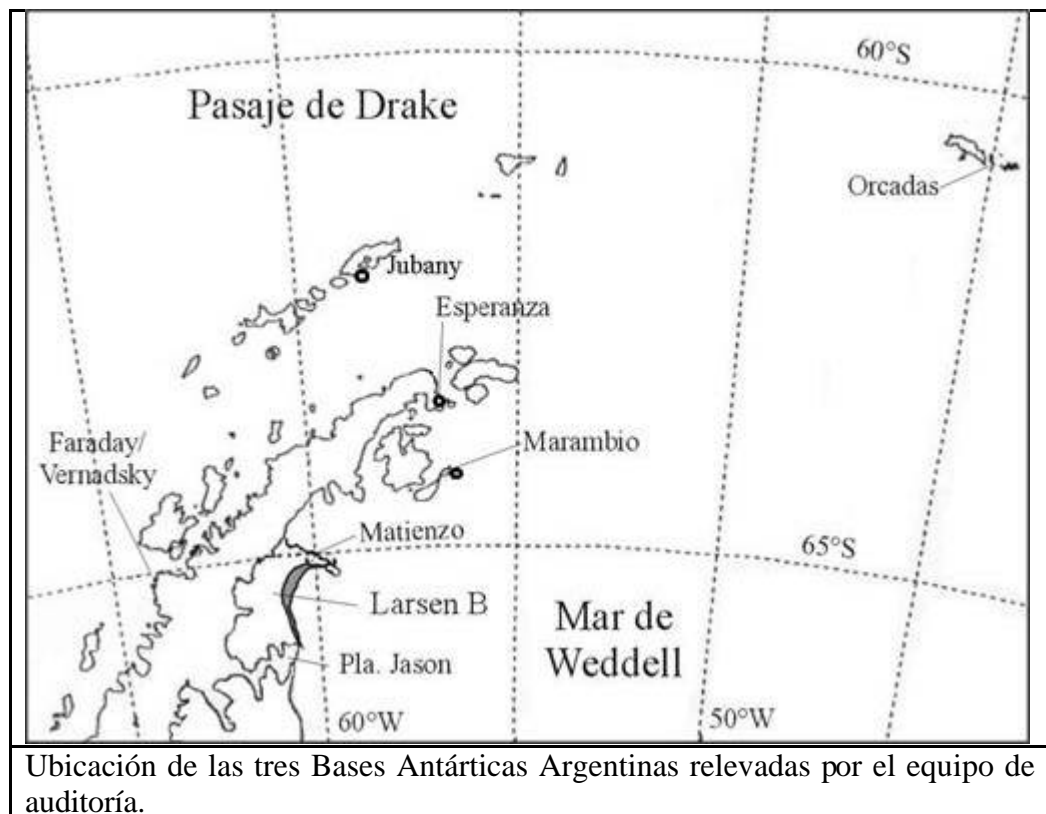 60°S
Pasaje de Drake
Orcadas
Jubany
Esperanza
Faraday/
Vernadsky
Marambio
Matienzo
65°S
Larsen B
Mar de
Weddell
Pla. Jason
60°W
50°W
Ubicación de las tres Bases Antárticas Argentinas relevadas por el equipo de
auditoría.